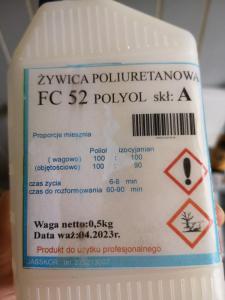 ŻYWICA POLIURETANOWA
FC 52 POLYOL skł: A
Proporcje mieszania
Poliol izocyjanian
( wagowo) 100 : 100
(objętościowo) 100 : 90
czas życia 6-8 min
czas do rozformowania 60-90 min
Waga netto:0,5kg
Data waż:04.2023r.
Produkt do użytku profesjonalnego
JASSKOR tel.